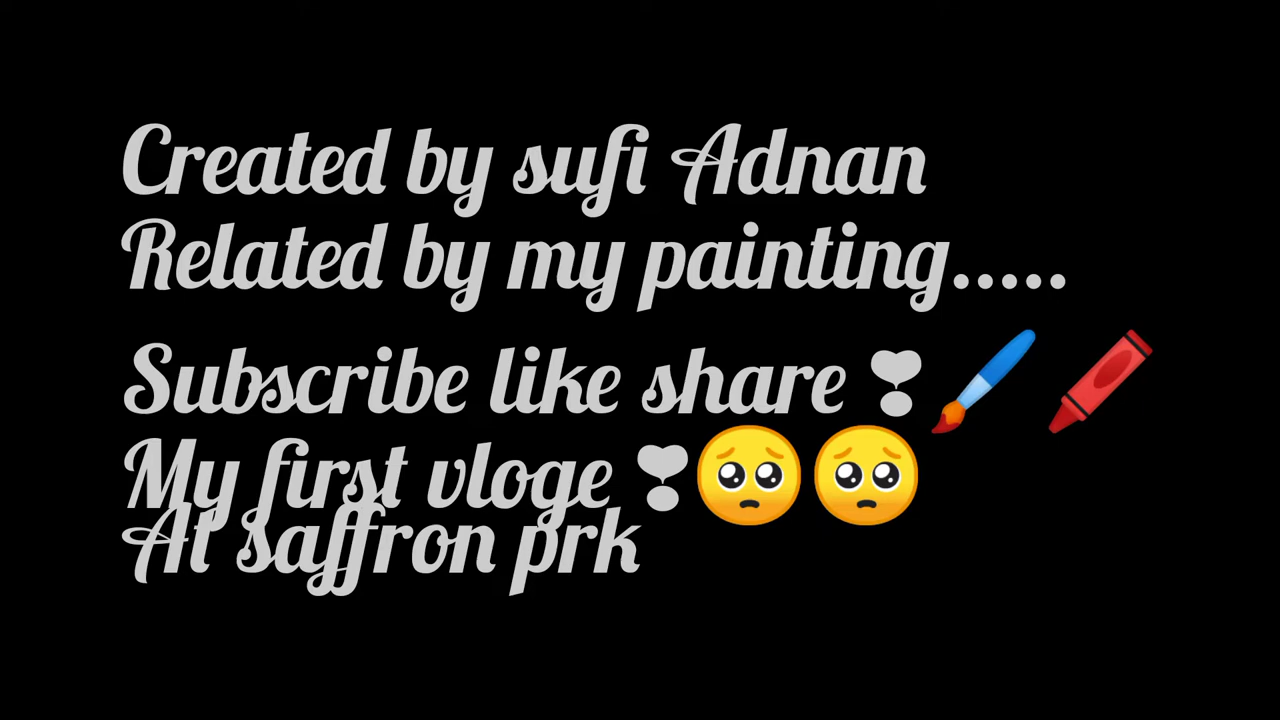 Created by sufi Adnan
Related by my painting.....
Subscribe like share ❣🖌🖍
My first vloge ❣🥺🥺
At saffron prk